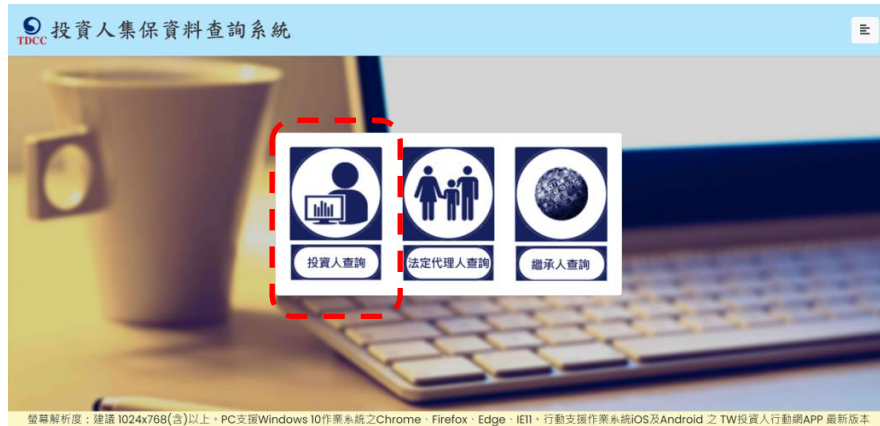 TDCC 投資人集保資料查詢系統
投資人查詢
法定代理人查詢
繼承人查詢
螢幕解析度：建議 1024x768(含)以上，PC支援Windows 10作業系統之Chrome、Firefox、Edge、IE11，行動支援作業系統iOS及Android 之 TW投資人行動網APP 最新版本